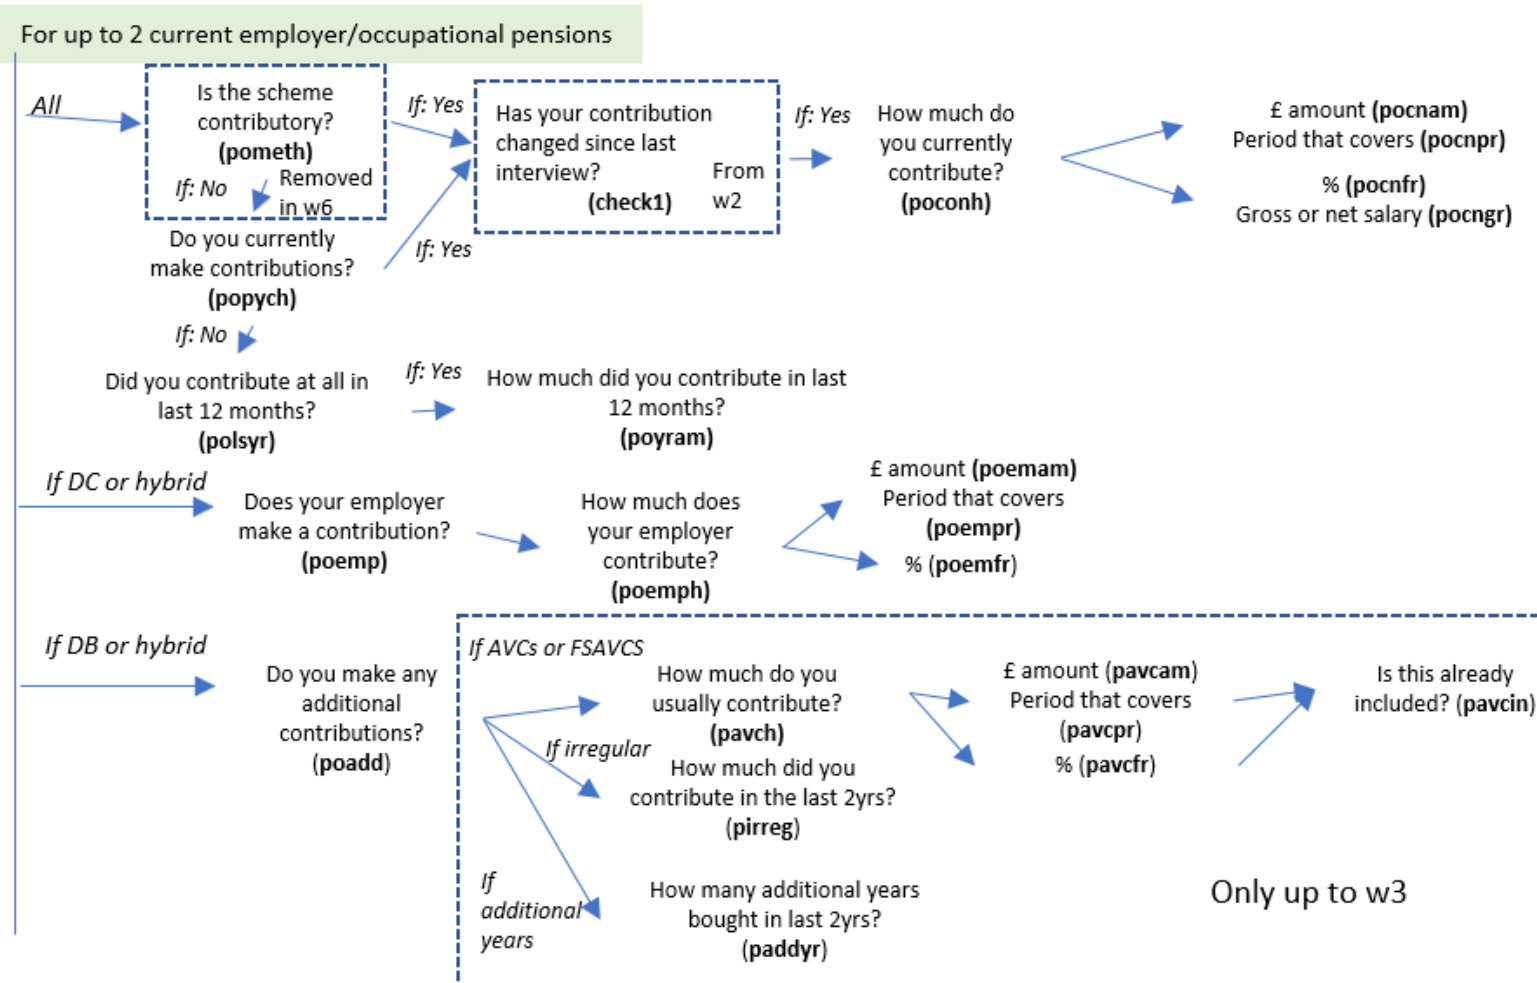 For up to 2 current employer/occupational pensions
All
Is the scheme
contributory?
(pometh)
If: No
Removed
in w6
If: Yes
Has your contribution
changed since last
interview?
(check1)
From
w2
If: Yes
How much do
you currently
contribute?
(poconh)
£ amount (pocnam)
Period that covers (pocnpr)
% (pocnfr)
Gross or net salary (pocngr)
Do you currently
make contributions?
(popych)
If: Yes
If: No
Did you contribute at all in
last 12 months?
(polsyr)
If: Yes
How much did you contribute in last
12 months?
(poyram)
If DC or hybrid
Does your employer
make a contribution?
(poemp)
How much does
your employer
contribute?
(poemph)
£ amount (poemam)
Period that covers
(poempr)
% (poemfr)
If DB or hybrid
Do you make any
additional
contributions?
(poadd)
If AVCs or FSAVCS
How much do you
usually contribute?
(pavch)
£ amount (pavcam)
Period that covers
(pavcpr)
% (pavcfr)
Is this already
included? (pavcin)
If irregular
How much did you
contribute in the last 2yrs?
(pirreg)
If
additional
years
How many additional years
bought in last 2yrs?
(paddyr)
Only up to w3